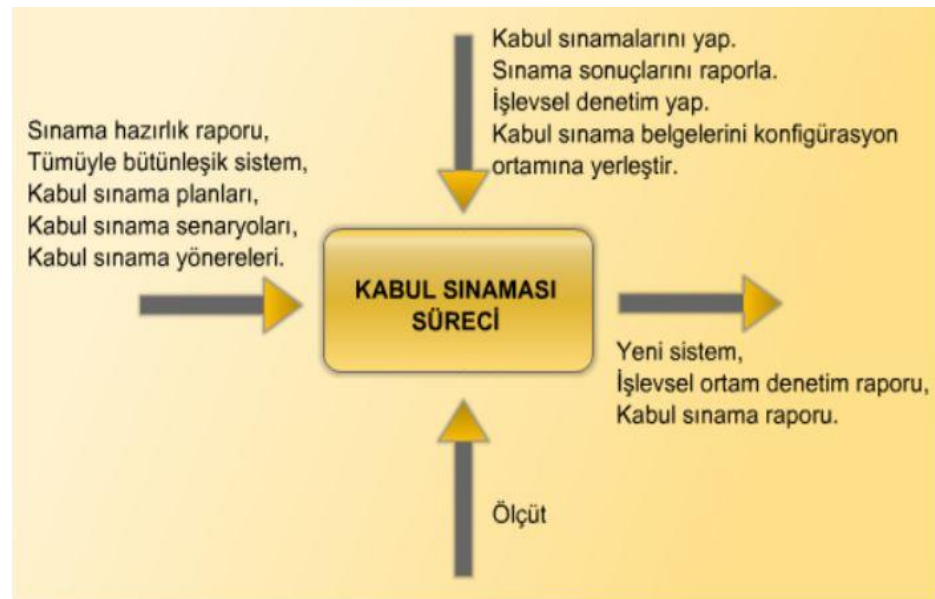 Kabul sınamalarını yap.
Sınama sonuçlarını raporla.
İşlevsel denetim yap.
Kabul sınama belgelerini konfigürasyon
ortamına yerleştir.
Sınama hazırlık raporu,
Tümüyle bütünleşik sistem,
Kabul sınama planları,
Kabul sınama senaryoları,
Kabul sınama yönereleri.
KABUL SINAMASI
SÜRECİ
Yeni sistem,
İşlevsel ortam denetim raporu,
Kabul sınama raporu.
Ölçüt